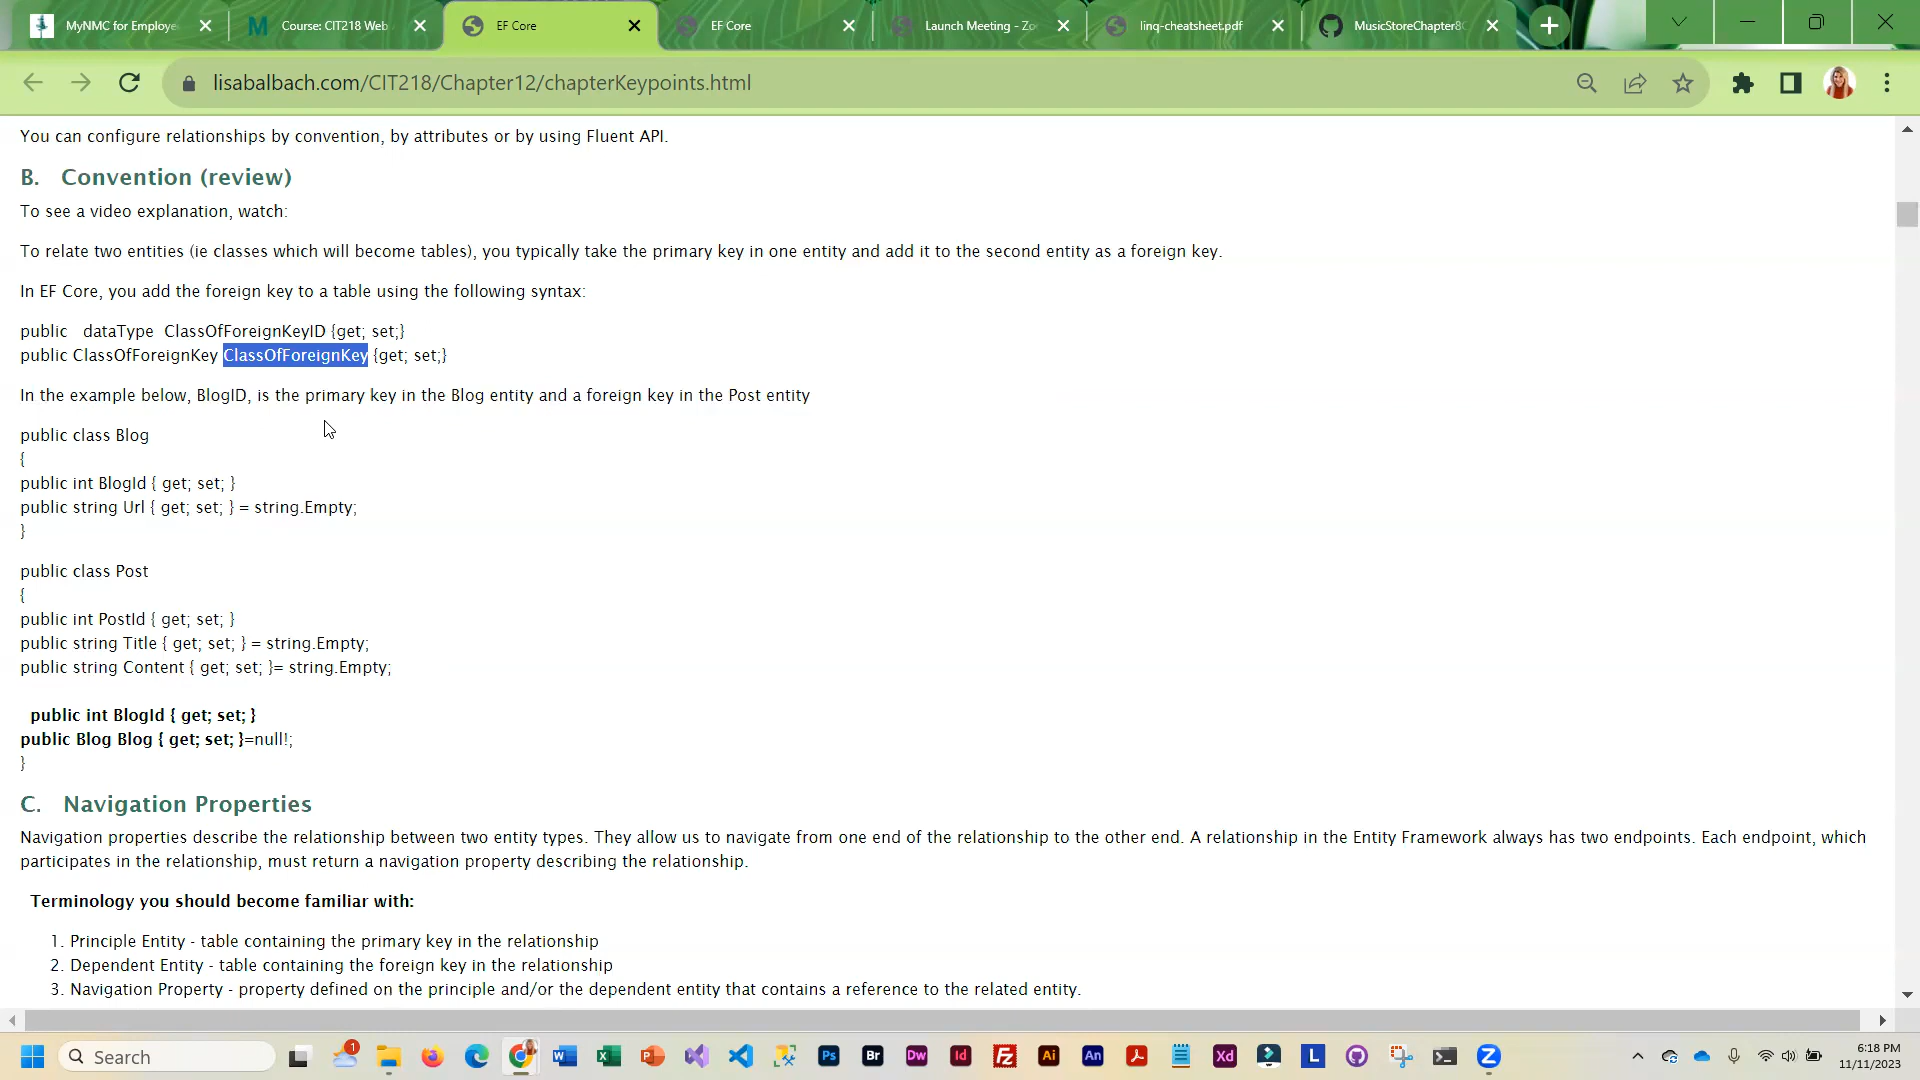 MyNMC for Employe
Course: CIT218 Web
EF Core
EF Core
Launch Meeting - Zo
linq-cheatsheet.pdf
MusicStoreChapter8
lisabalbach.com/CIT218/Chapter12/chapterKeypoints.html
You can configure relationships by convention, by attributes or by using Fluent API.
B. Convention (review)
To see a video explanation, watch:
To relate two entities (ie classes which will become tables), you typically take the primary key in one entity and add it to the second entity as a foreign key.
In EF Core, you add the foreign key to a table using the following syntax:
public dataType ClassOfForeignKeyID {get; set;}
public ClassOfForeignKey ClassOfForeignKey {get; set;}
In the example below, BlogID, is the primary key in the Blog entity and a foreign key in the Post entity
public class Blog
{
public int BlogId { get; set; }
public string Url { get; set; } = string.Empty;
}
public class Post
{
public int PostId { get; set; }
public string Title { get; set; } = string.Empty;
public string Content { get; set; }= string.Empty;
public int BlogId { get; set; }
public Blog Blog { get; set; }=null!;
}
C. Navigation Properties
Navigation properties describe the relationship between two entity types. They allow us to navigate from one end of the relationship to the other end. A relationship in the Entity Framework always has two endpoints. Each endpoint, which
participates in the relationship, must return a navigation property describing the relationship.
Terminology you should become familiar with:
1. Principle Entity - table containing the primary key in the relationship
2. Dependent Entity - table containing the foreign key in the relationship
3. Navigation Property - property defined on the principle and/or the dependent entity that contains a reference to the related entity.
Search
1
Ps
Br
Dw
Id
Fz
Ai
An
Xd
L
6:18 PM
11/11/2023